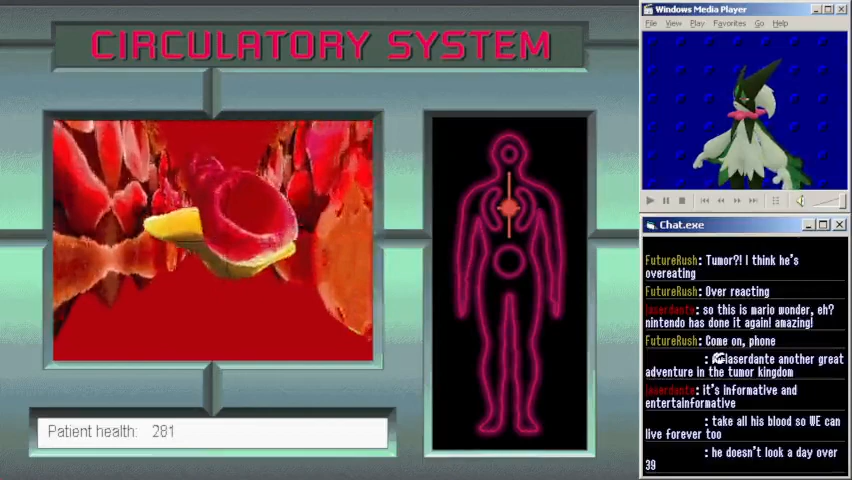 CIRCULATORY SYSTEM
Patient health: 281
Windows Media Player
File View Play Favorites Go Help
Chat.exe
FutureRush: Tumor?! I think he's
overeating
FutureRush: Over reacting
laserdante: so this is mario wonder, eh?
nintendo has done it again! amazing!
FutureRush: Come on, phone
: laserdante another great
adventure in the tumor kingdom
laserdante: it's informative and
entertainformative
: take all his blood so WE can
live forever too
: he doesn't look a day over
39